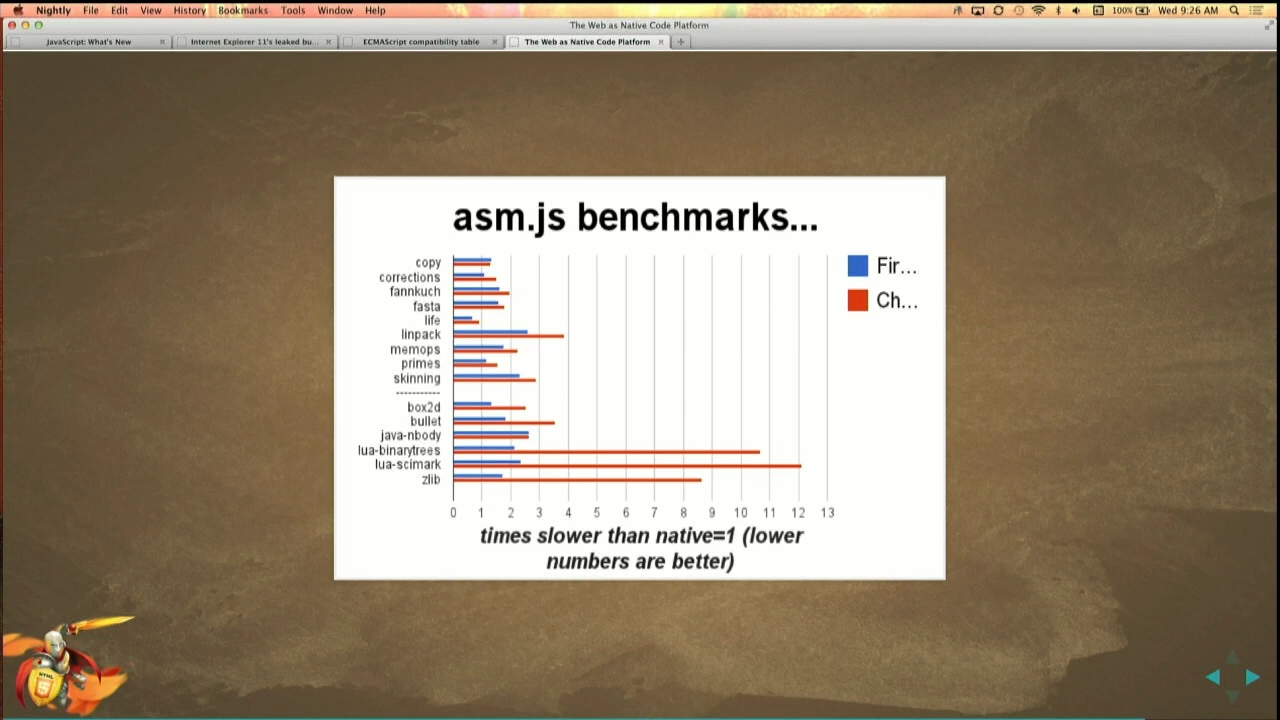 Nightly File Edit View History Bookmarks Tools Window Help 100% Wed 9:26 AM
The Web as Native Code Platform
JavaScript: What's New × Internet Explorer 11's leaked bu... × ECMAScript compatibility table × The Web as Native Code Platform × +
asm.js benchmarks...
Fir...
Ch...
copy
corrections
fannkuch
fasta
life
linpack
memops
primes
skinning
----------
box2d
bullet
java-nbody
lua-binarytrees
lua-scimark
zlib
0 1 2 3 4 5 6 7 8 9 10 11 12 13
times slower than native=1 (lower
numbers are better)
HTML
5